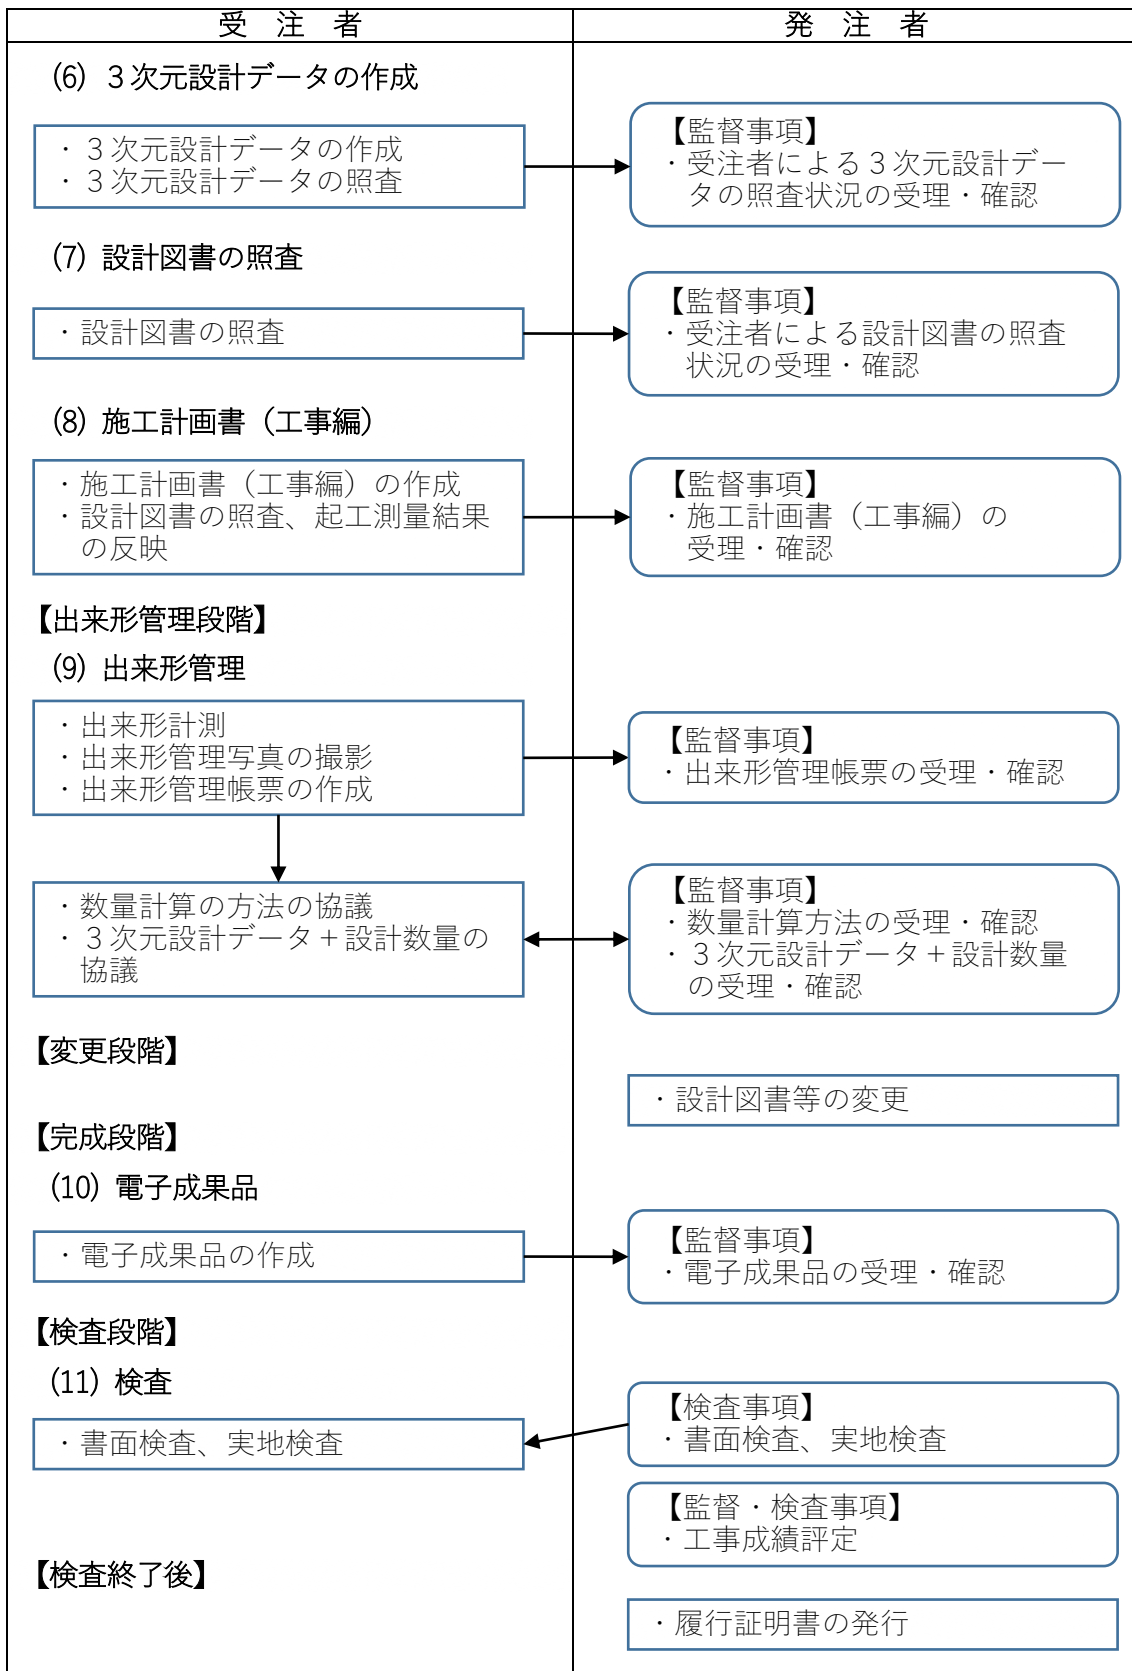 受　注　者
発　注　者
(6) ３次元設計データの作成
・３次元設計データの作成
・３次元設計データの照査
【監督事項】
・受注者による３次元設計デー
タの照査状況の受理・確認
(7) 設計図書の照査
・設計図書の照査
【監督事項】
・受注者による設計図書の照査
状況の受理・確認
(8) 施工計画書（工事編）
・施工計画書（工事編）の作成
・設計図書の照査、起工測量結果
の反映
【監督事項】
・施工計画書（工事編）の
受理・確認
【出来形管理段階】
(9) 出来形管理
・出来形計測
・出来形管理写真の撮影
・出来形管理帳票の作成
【監督事項】
・出来形管理帳票の受理・確認
・数量計算の方法の協議
・３次元設計データ＋設計数量の
協議
【監督事項】
・数量計算方法の受理・確認
・３次元設計データ＋設計数量
の受理・確認
【変更段階】
・設計図書等の変更
【完成段階】
(10) 電子成果品
・電子成果品の作成
【監督事項】
・電子成果品の受理・確認
【検査段階】
(11) 検査
・書面検査、実地検査
【検査事項】
・書面検査、実地検査
【監督・検査事項】
・工事成績評定
【検査終了後】
・履行証明書の発行